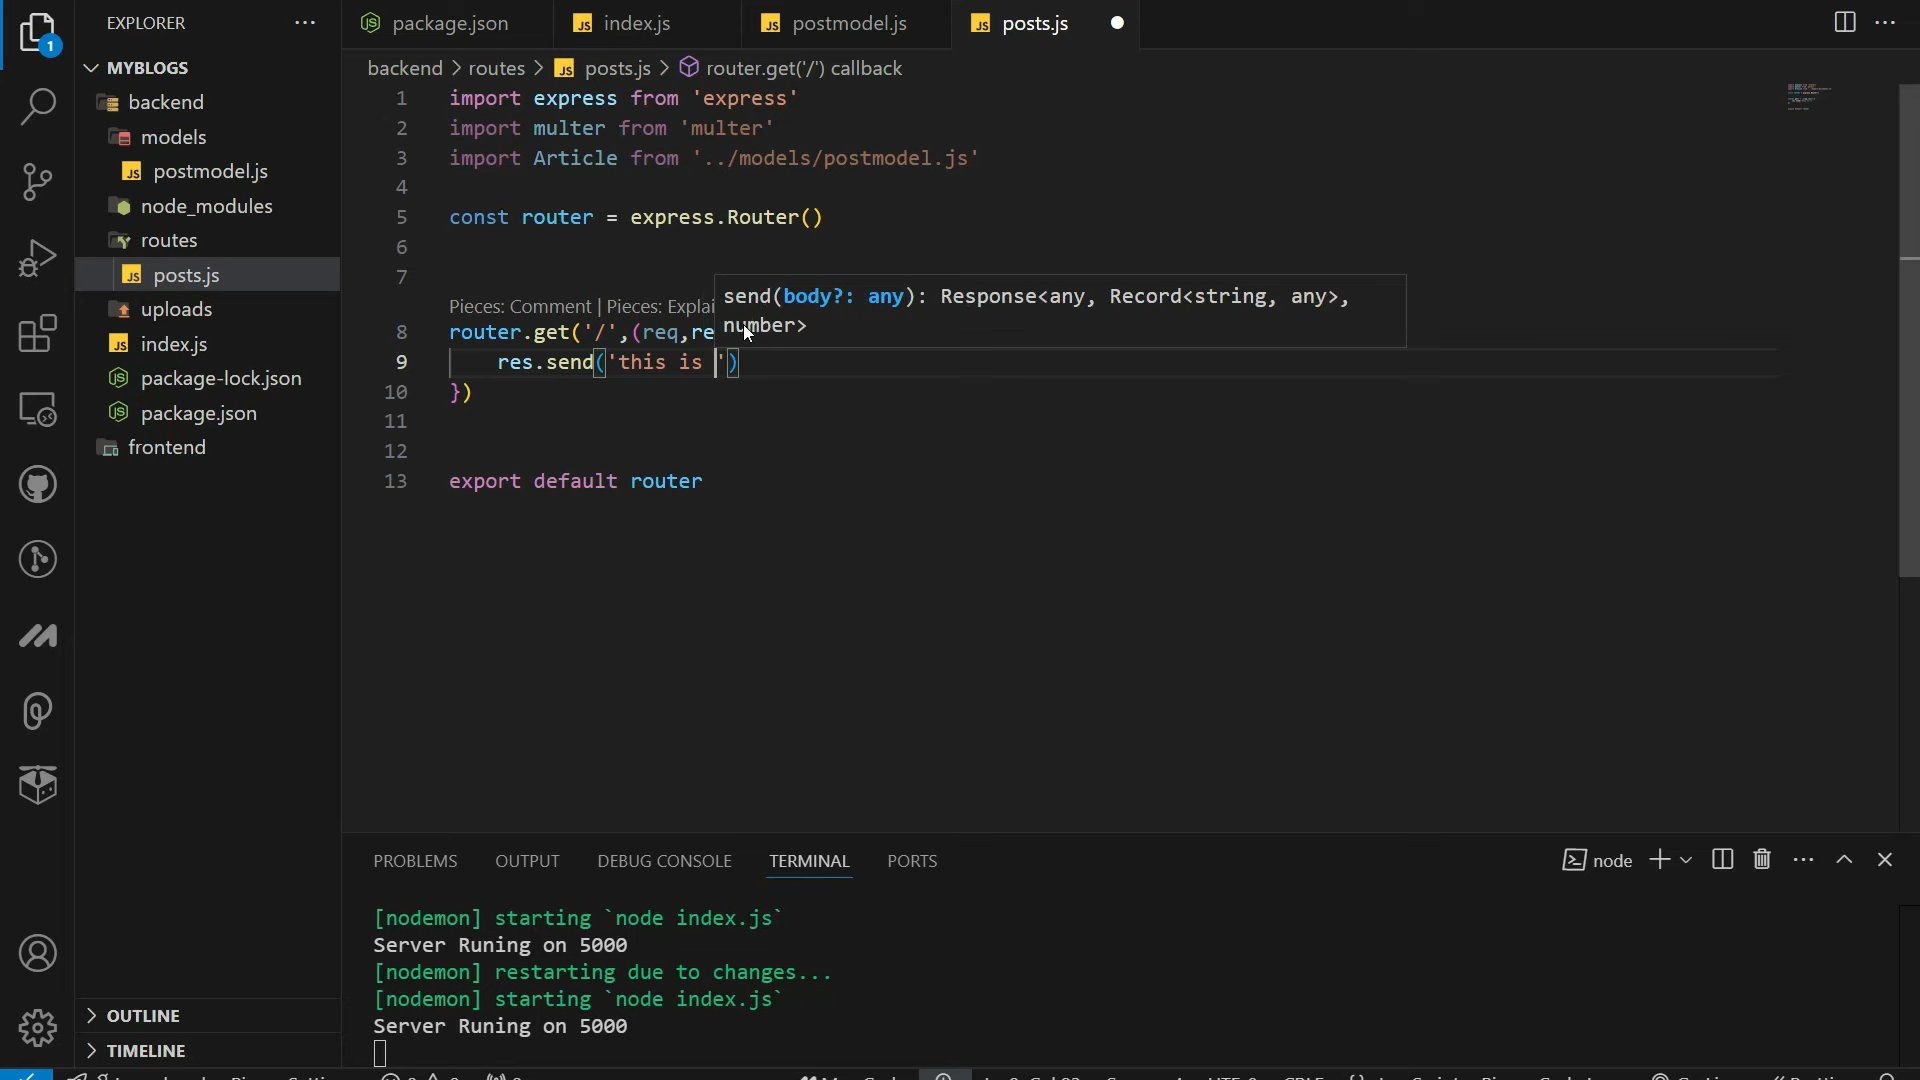 EXPLORER
MYBLOGS
backend
models
postmodel.js
node_modules
routes
posts.js
uploads
index.js
package-lock.json
package.json
frontend
OUTLINE
TIMELINE
1
package.json
index.js
postmodel.js
posts.js
backend > routes > posts.js > router.get('/') callback
1 import express from 'express'
2 import multer from 'multer'
3 import Article from '../models/postmodel.js'
4
5 const router = express.Router()
6
7
Pieces: Comment | Pieces:
send(body?: any): Response<any, Record<string, any>,
number>
8 router.get('/',(req,re
9 res.send('this is ')
10 })
11
12
13 export default router
PROBLEMS OUTPUT DEBUG CONSOLE TERMINAL PORTS
node
[nodemon] starting `node index.js`
Server Runing on 5000
[nodemon] restarting due to changes...
[nodemon] starting `node index.js`
Server Runing on 5000